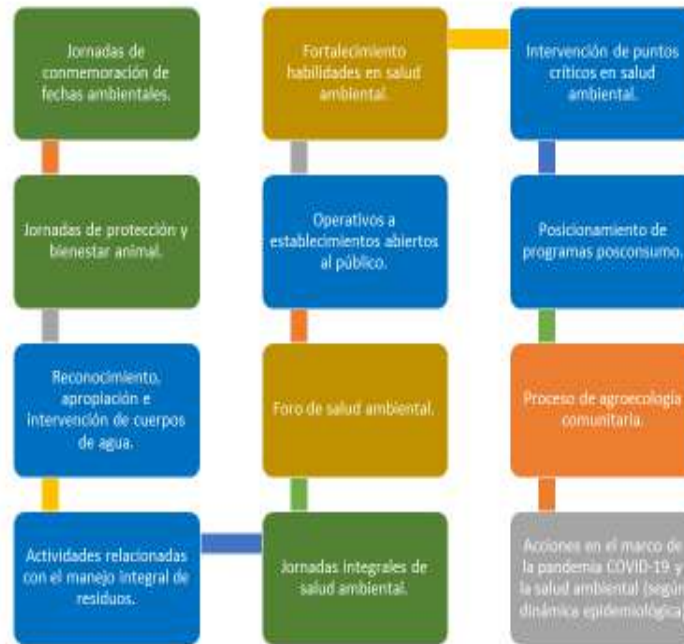 Jornadas de
conmemoración de
fechas ambientales.
Jornadas de protección y
bienestar animal.
Reconocimiento,
apropiación e
intervención de cuerpos
de agua.
Actividades relacionadas
con el manejo integral de
residuos.
Jornadas integrales de
salud ambiental.
Foro de salud ambiental.
Operativos a
establecimientos abiertos
al público.
Fortalecimiento
habilidades en salud
ambiental.
Intervención de puntos
críticos en salud
ambiental.
Posicionamiento de
programas posconsumo.
Proceso de agroecología
comunitaria.
Acciones en el marco de
la pandemia COVID-19 y
la salud ambiental (según
dinámica epidemiológica)